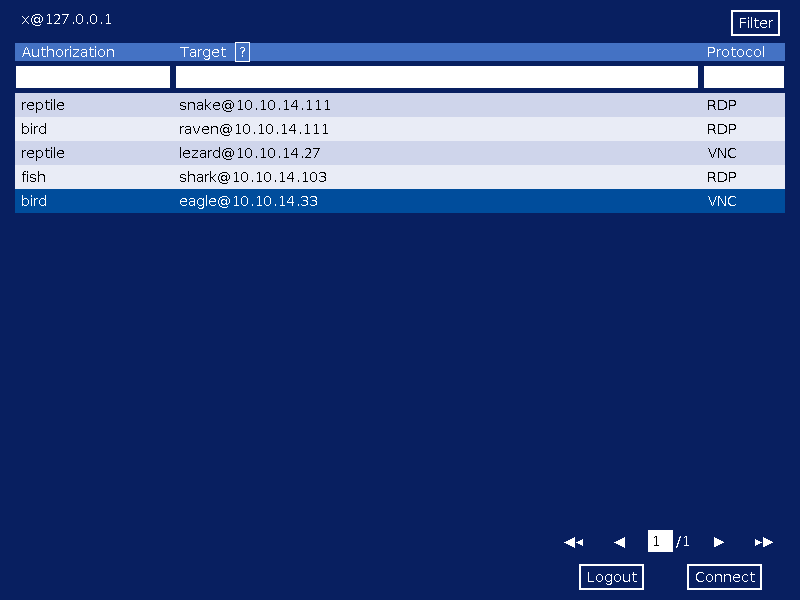 x@127.0.0.1
Filter
Authorization Target ? Protocol
reptile snake@10.10.14.111 RDP
bird raven@10.10.14.111 RDP
reptile lezard@10.10.14.27 VNC
fish shark@10.10.14.103 RDP
bird eagle@10.10.14.33 VNC
1 /1
Logout Connect